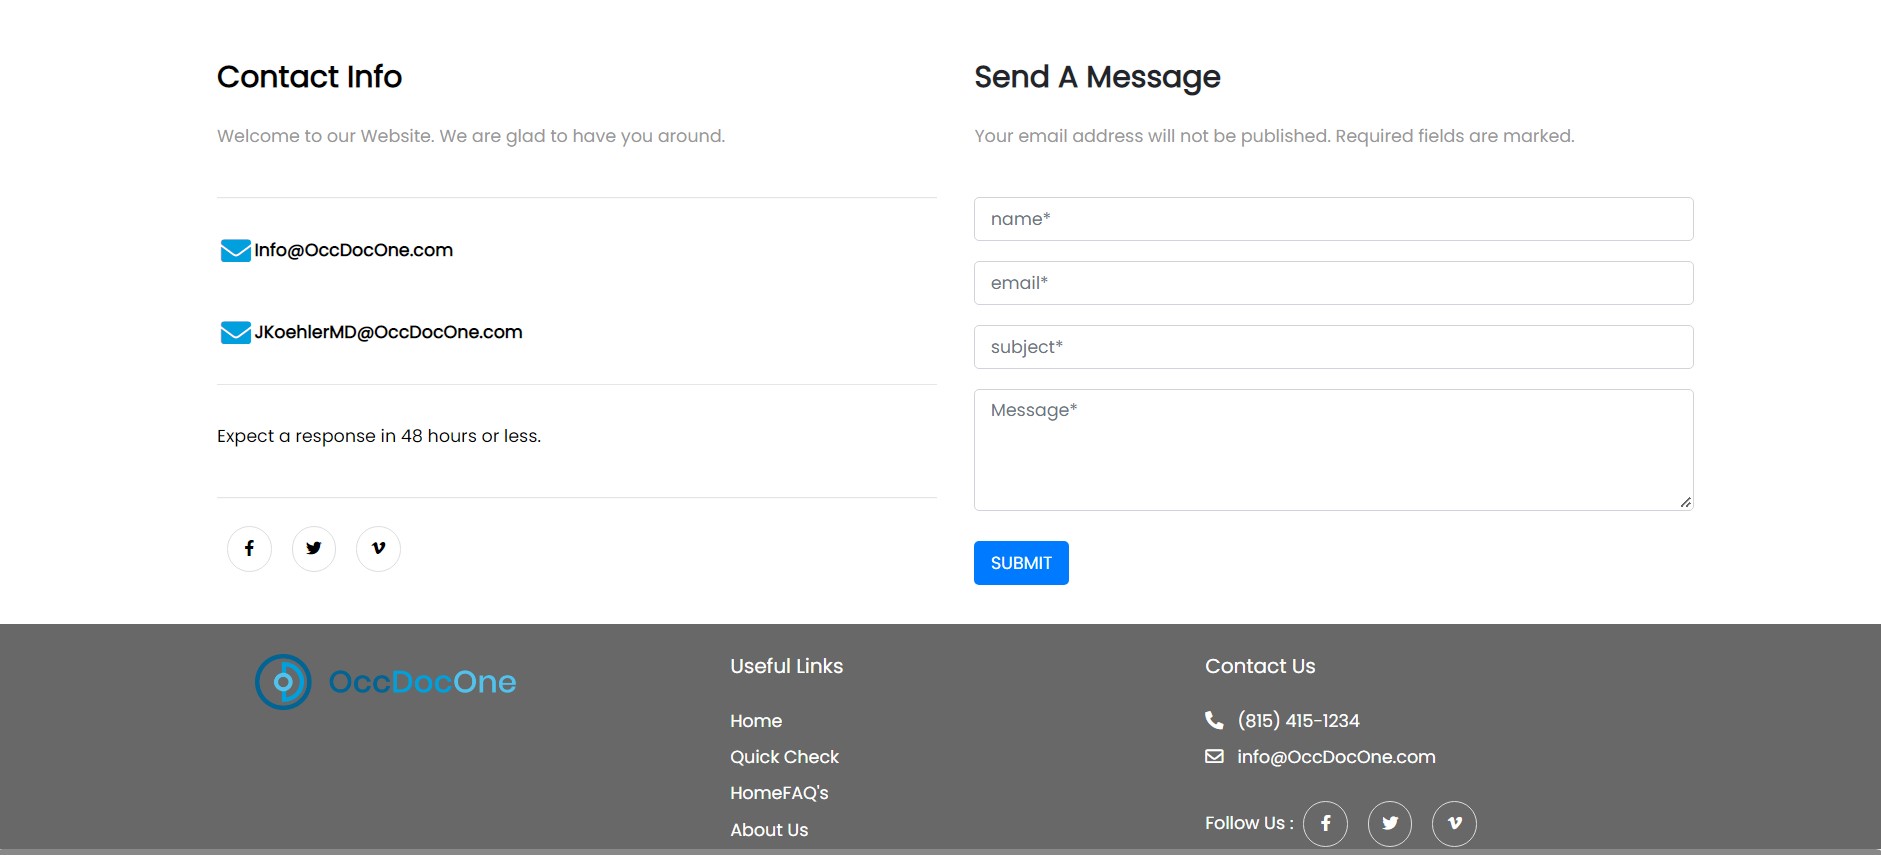 Contact Info
Welcome to our Website. We are glad to have you around.
Info@OccDocOne.com
JKoehlerMD@OccDocOne.com
Expect a response in 48 hours or less.
Send A Message
Your email address will not be published. Required fields are marked.
name*
email*
subject*
Message*
SUBMIT
OccDocOne
Useful Links
Home
Quick Check
HomeFAQ's
About Us
Contact Us
(815) 415-1234
info@OccDocOne.com
Follow Us :